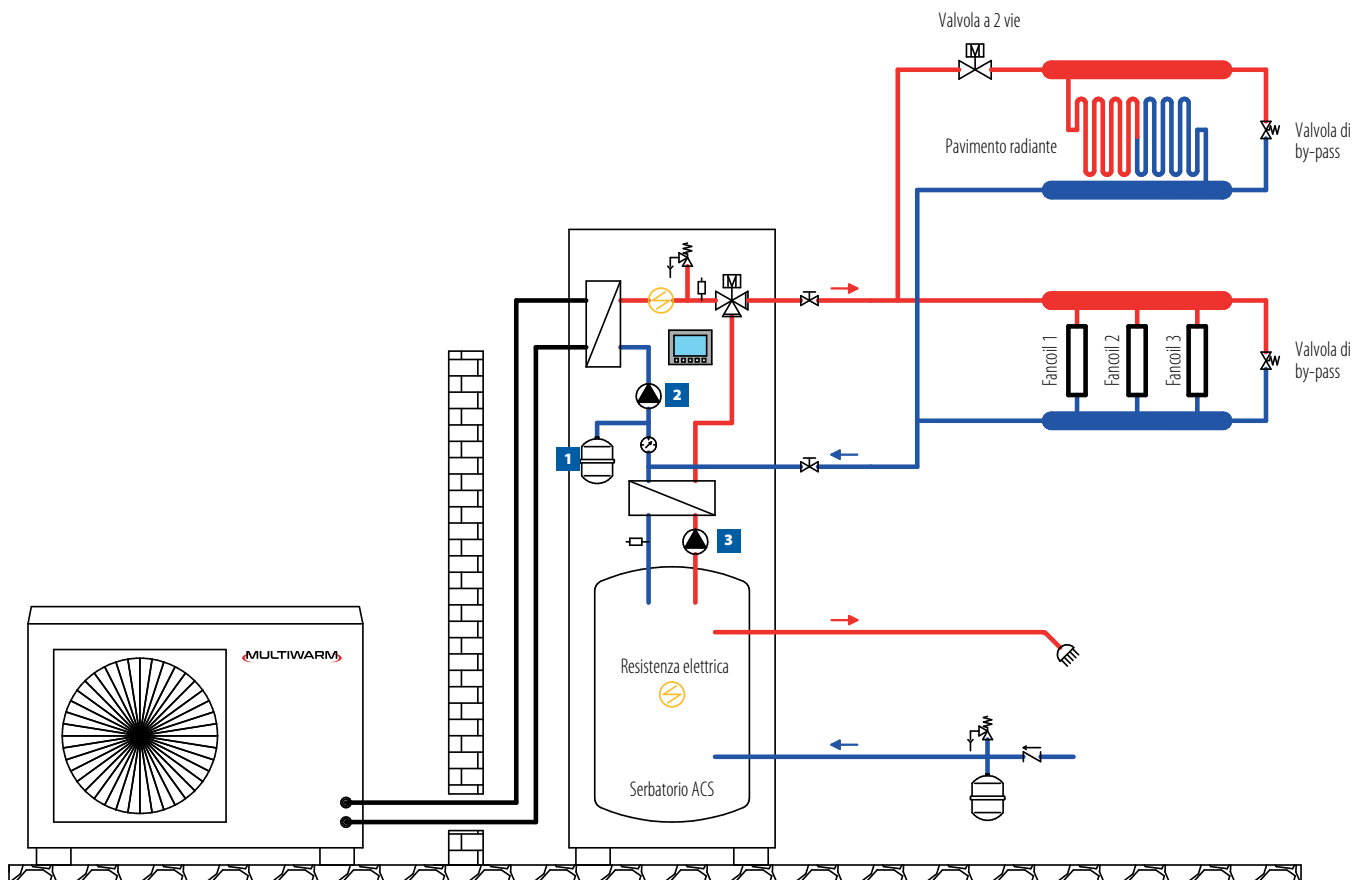 Valvola a 2 vie
M
Pavimento radiante
Valvola di
by-pass
M
Fancoil 1
Fancoil 2
Fancoil 3
Valvola di
by-pass
2
1
3
MULTIWARM
Resistenza elettrica
Serbatorio ACS